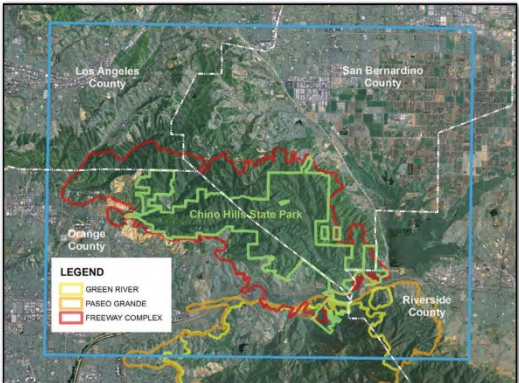 Los Angeles
County
San Bernardino
County
Chino Hills State Park
Orange
County
LEGEND
GREEN RIVER
PASEO GRANDE
FREEWAY COMPLEX
Riverside
County